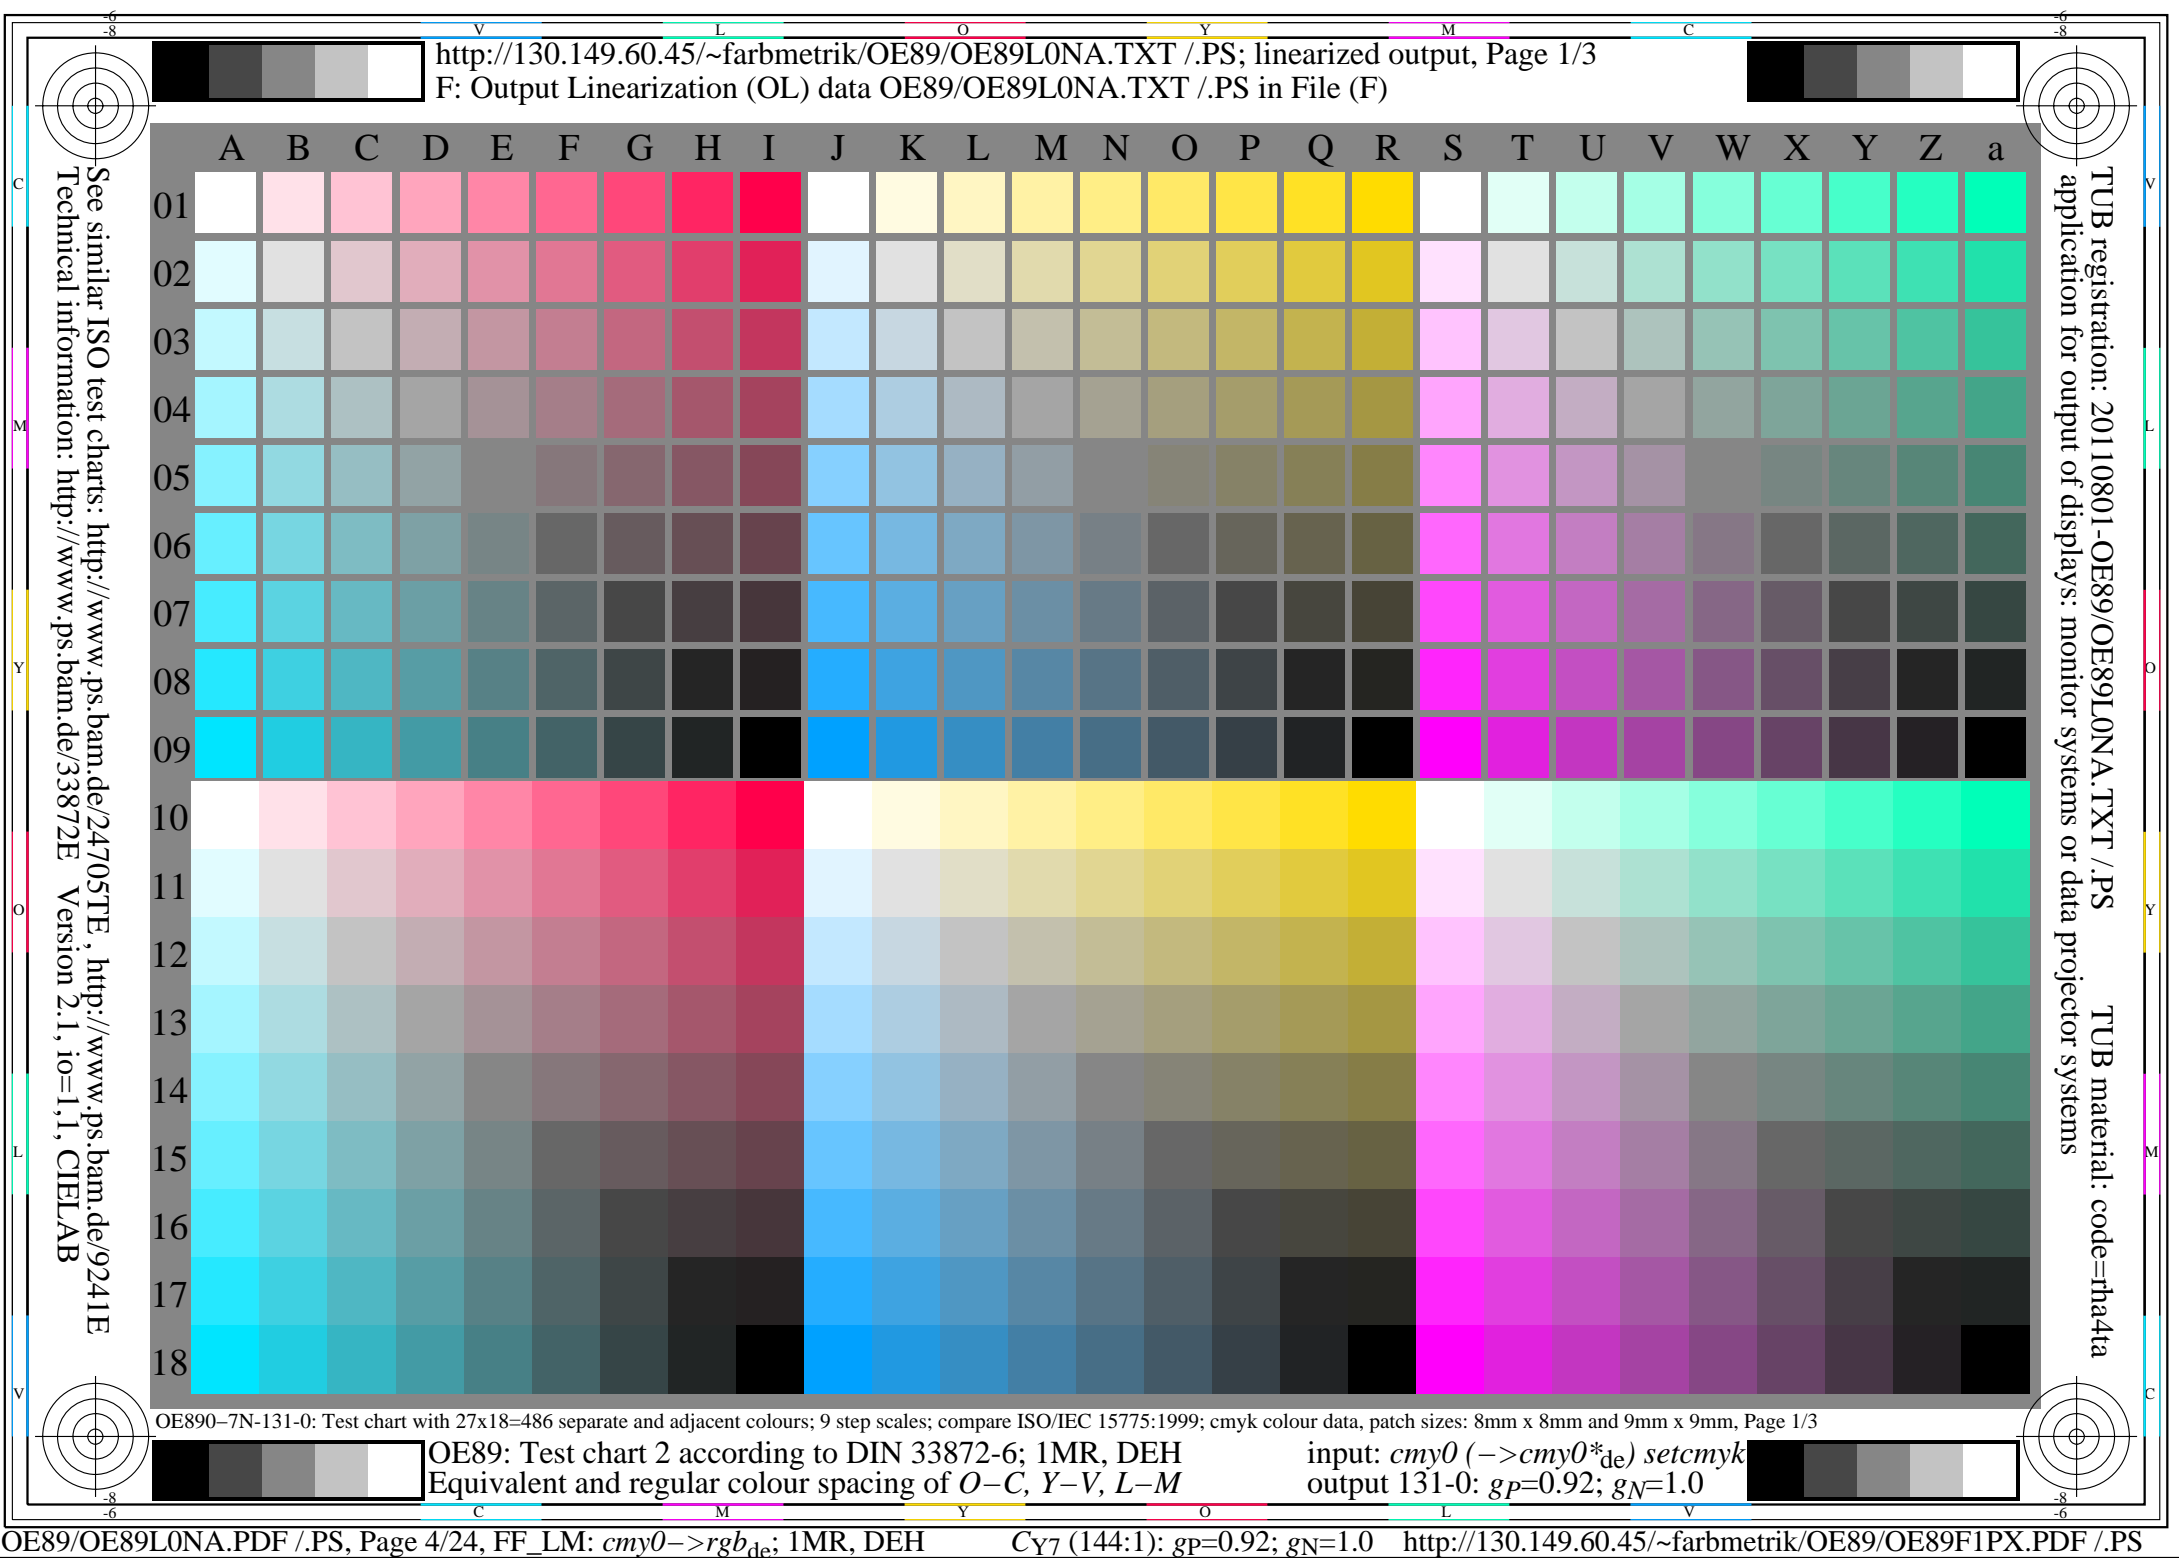 -6
-8
V L O Y M C
-6
-8
http://130.149.60.45/~farbmetrik/OE89/OE89L0NA.TXT /.PS; linearized output, Page 1/3
F: Output Linearization (OL) data OE89/OE89L0NA.TXT /.PS in File (F)
A B C D E F G H I J K L M N O P Q R S T U V W X Y Z a
01
02
03
04
05
06
07
08
09
10
11
12
13
14
15
16
17
18
C
M
Y
O
L
V
See similar ISO test charts: http://www.ps.bam.de/24705TE , http://www.ps.bam.de/9241E
Technical information: http://www.ps.bam.de/33872E Version 2.1, io=1,1, CIELAB
TUB registration: 20110801-OE89/OE89L0NA.TXT /.PS TUB material: code=rha4ta
application for output of displays: monitor systems or data projector systems
V
L
O
Y
M
C
OE890−7N-131-0: Test chart with 27x18=486 separate and adjacent colours; 9 step scales; compare ISO/IEC 15775:1999; cmyk colour data, patch sizes: 8mm x 8mm and 9mm x 9mm, Page 1/3
OE89: Test chart 2 according to DIN 33872-6; 1MR, DEH input: cmy0 (−>cmy0*de) setcmyk
Equivalent and regular colour spacing of O−C, Y−V, L−M output 131-0: gP=0.92; gN=1.0
-8
-6
C M Y O L V
-8
-6
OE89/OE89L0NA.PDF /.PS, Page 4/24, FF_LM: cmy0−>rgbde; 1MR, DEH CY7 (144:1): gP=0.92; gN=1.0 http://130.149.60.45/~farbmetrik/OE89/OE89F1PX.PDF /.PS